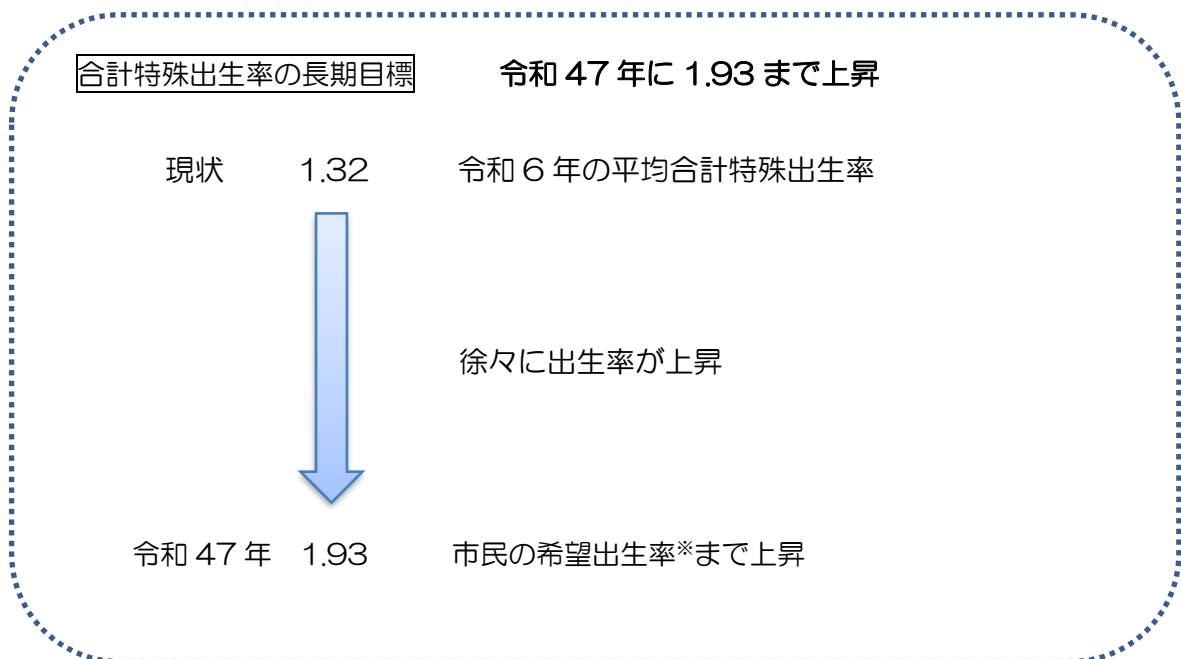 合計特殊出生率の長期目標 令和 47 年に 1.93 まで上昇
現状 1.32 令和 6 年の平均合計特殊出生率
徐々に出生率が上昇
令和 47 年 1.93 市民の希望出生率※まで上昇